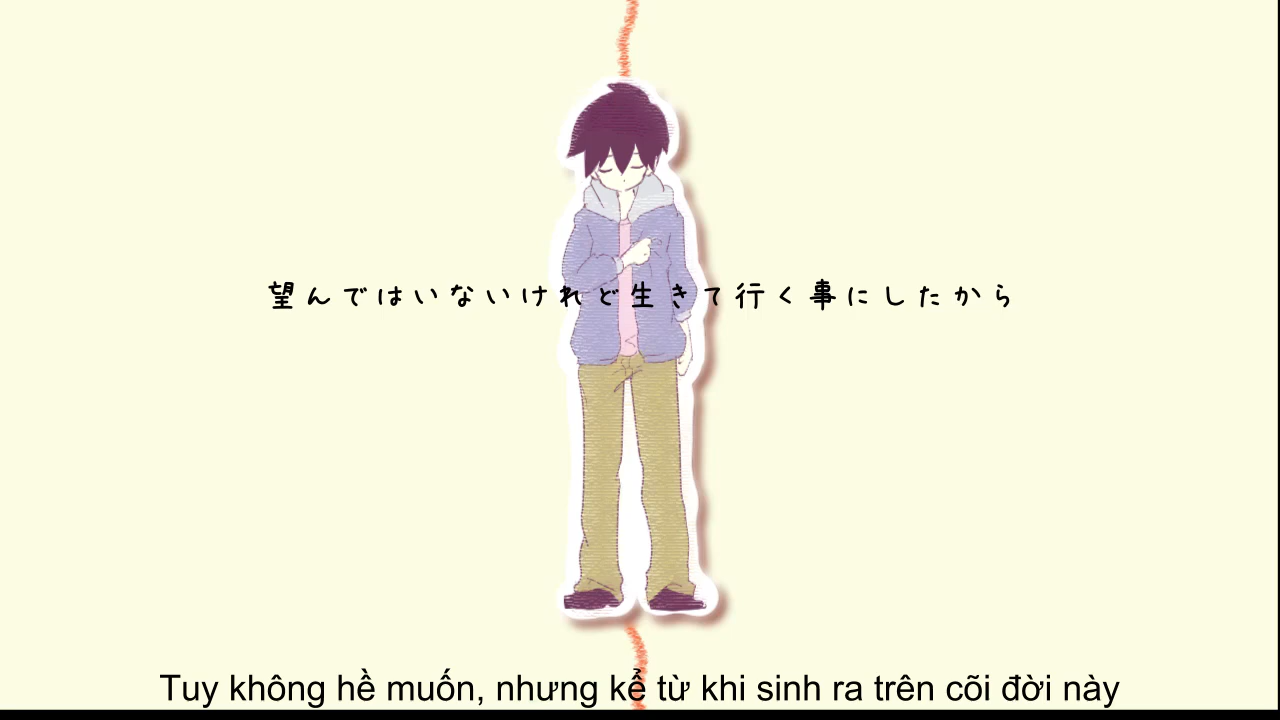 望んではいないけれど生きて行く事にしたから
Tuy không hề muốn, nhưng kể từ khi sinh ra trên cõi đời này